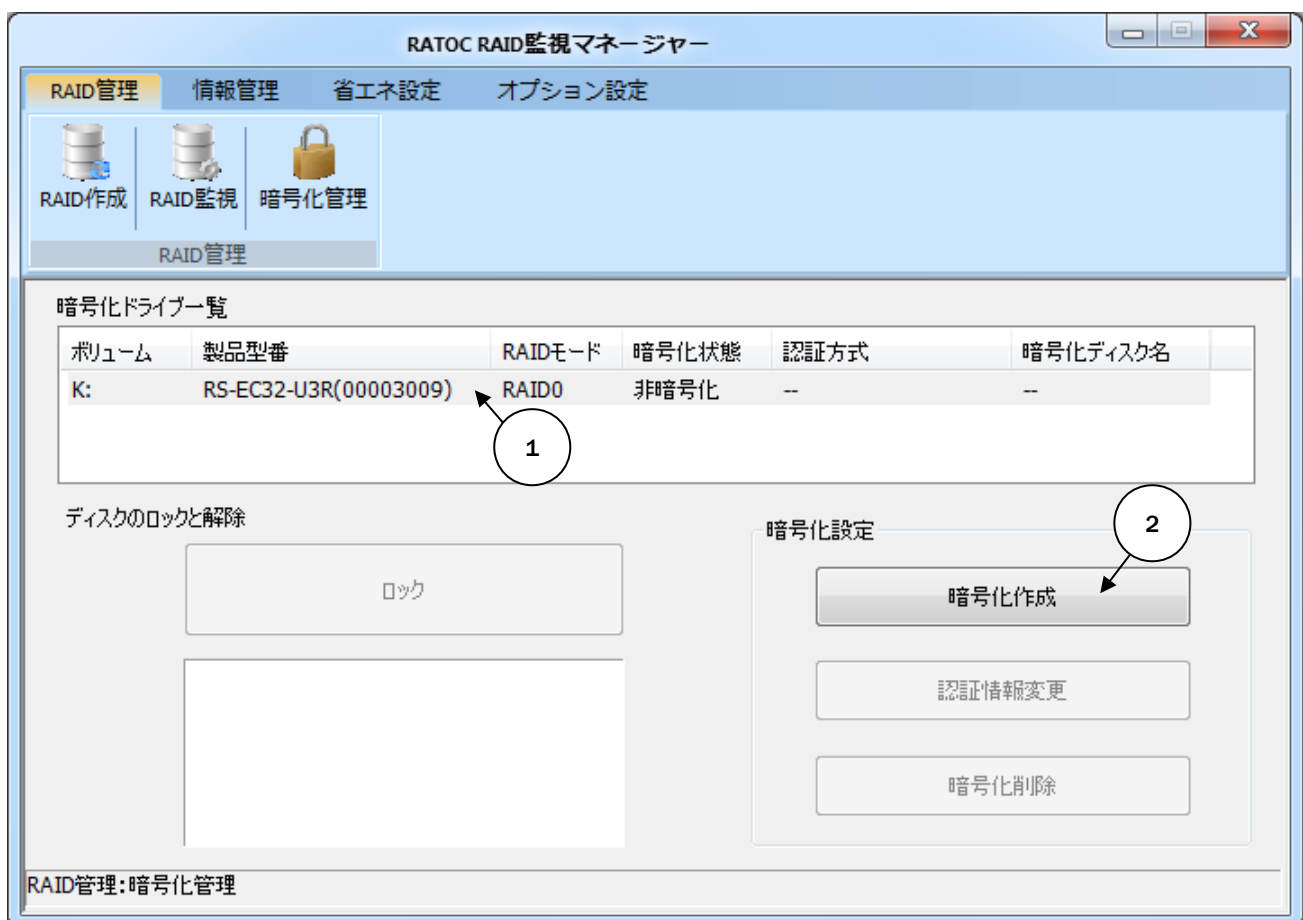 RATOC RAID監視マネージャー
RAID管理 情報管理 省エネ設定 オプション設定
RAID作成 RAID監視 暗号化管理
RAID管理
暗号化ドライブ一覧
ボリューム 製品型番 RAIDモード 暗号化状態 認証方式 暗号化ディスク名
K: RS-EC32-U3R(00003009) RAID0 非暗号化 -- --
1
ディスクのロックと解除
暗号化設定
2
ロック
暗号化作成
認証情報変更
暗号化削除
RAID管理:暗号化管理